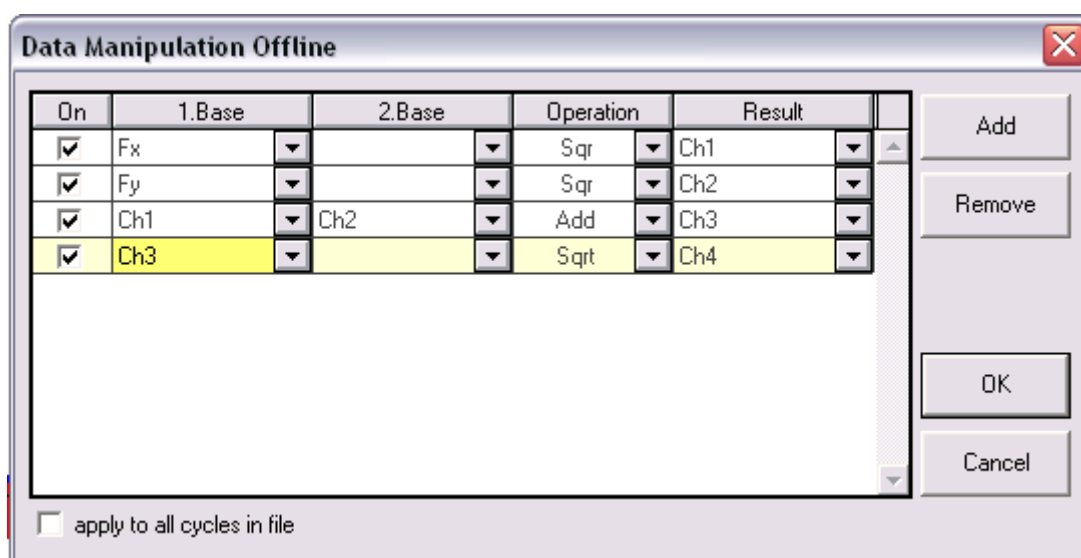 Data Manipulation Offline
On 1.Base 2.Base Operation Result
Fx Sqr Ch1
Fy Sqr Ch2
Ch1 Ch2 Add Ch3
Ch3 Sqrt Ch4
Add
Remove
OK
Cancel
apply to all cycles in file